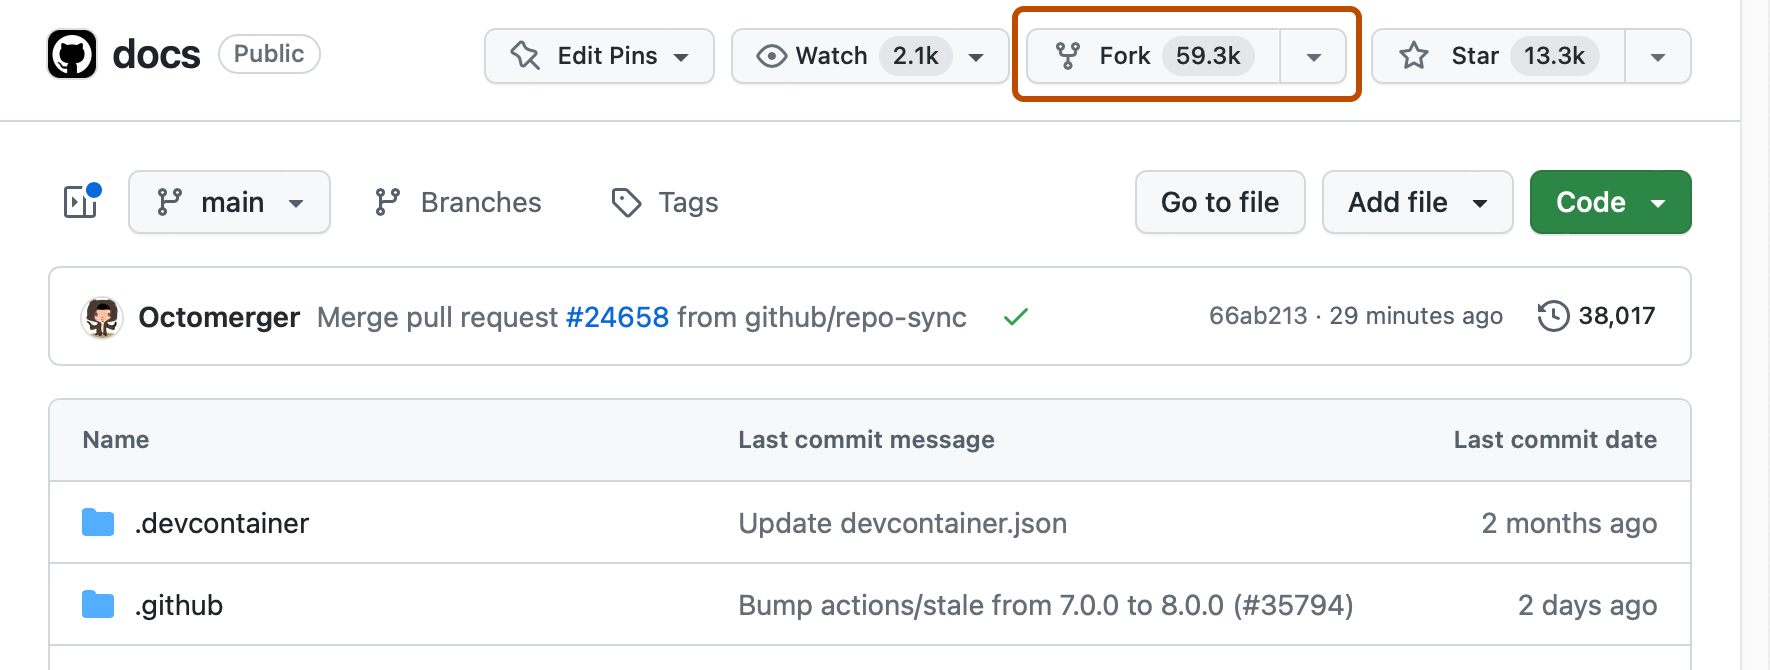 docs Public Edit Pins Watch 2.1k Fork 59.3k Star 13.3k
main Branches Tags Go to file Add file Code
Octomerger Merge pull request #24658 from github/repo-sync 66ab213 · 29 minutes ago 38,017
Name Last commit message Last commit date
.devcontainer Update devcontainer.json 2 months ago
.github Bump actions/stale from 7.0.0 to 8.0.0 (#35794) 2 days ago